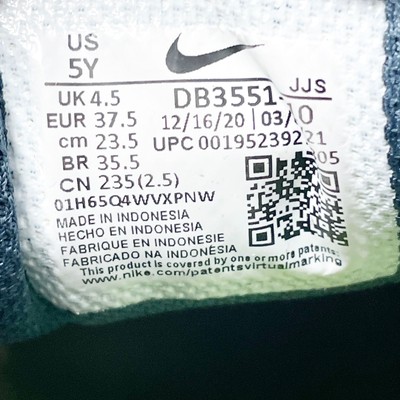 US
5Y
JJS
UK 4.5
DB3551-
EUR 37.5
12/16/20 | 03/
cm 23.5
UPC 00195239221
BR 35.5
05
CN 235(2.5)
01H65Q4WVXPNW
MADE IN INDONESIA
HECHO EN INDONESIA
FABRIQUE EN INDONESIE
FABRICADO NA INDONÉSIA
This product is covered by one or more patents.
www.nike.com/patentsvirtualmarking